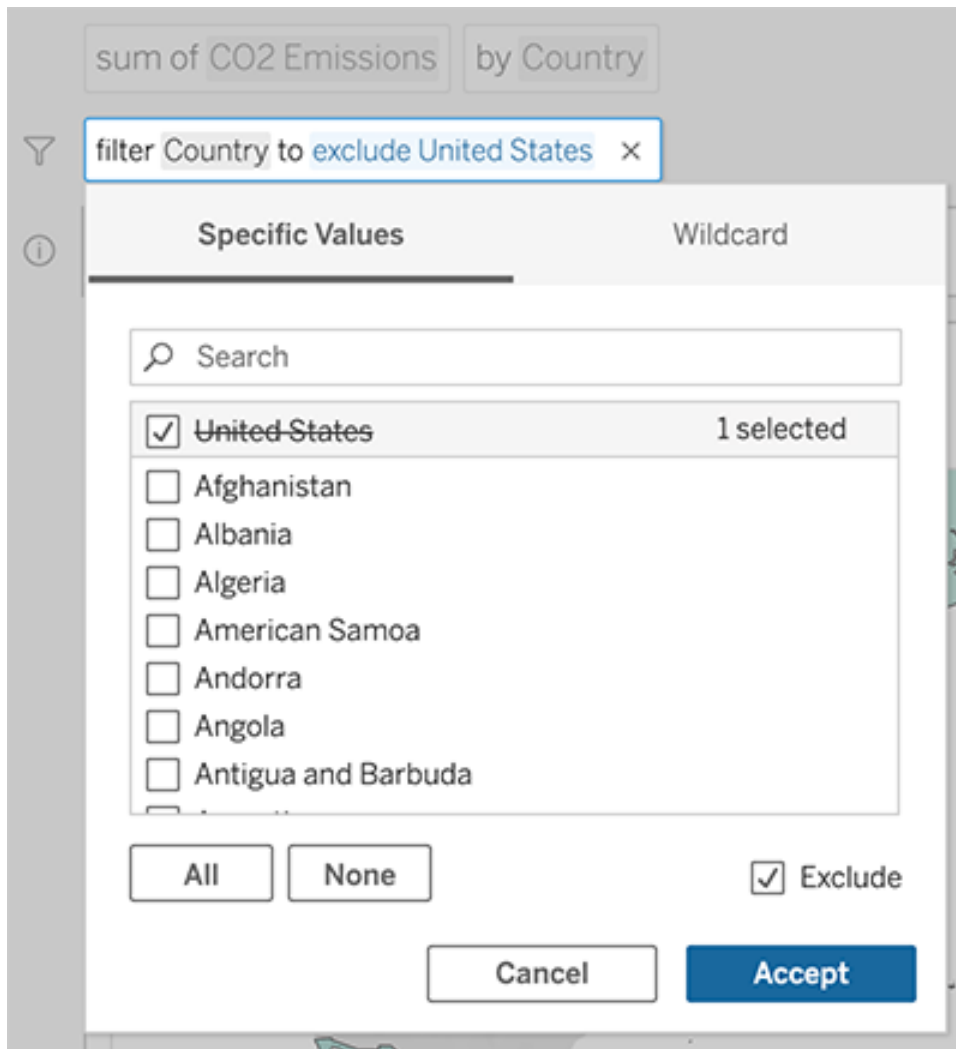 sum of CO2 Emissions by Country
filter Country to exclude United States ×
Specific Values Wildcard
Search
United States 1 selected
Afghanistan
Albania
Algeria
American Samoa
Andorra
Angola
Antigua and Barbuda
All None Exclude
Cancel Accept